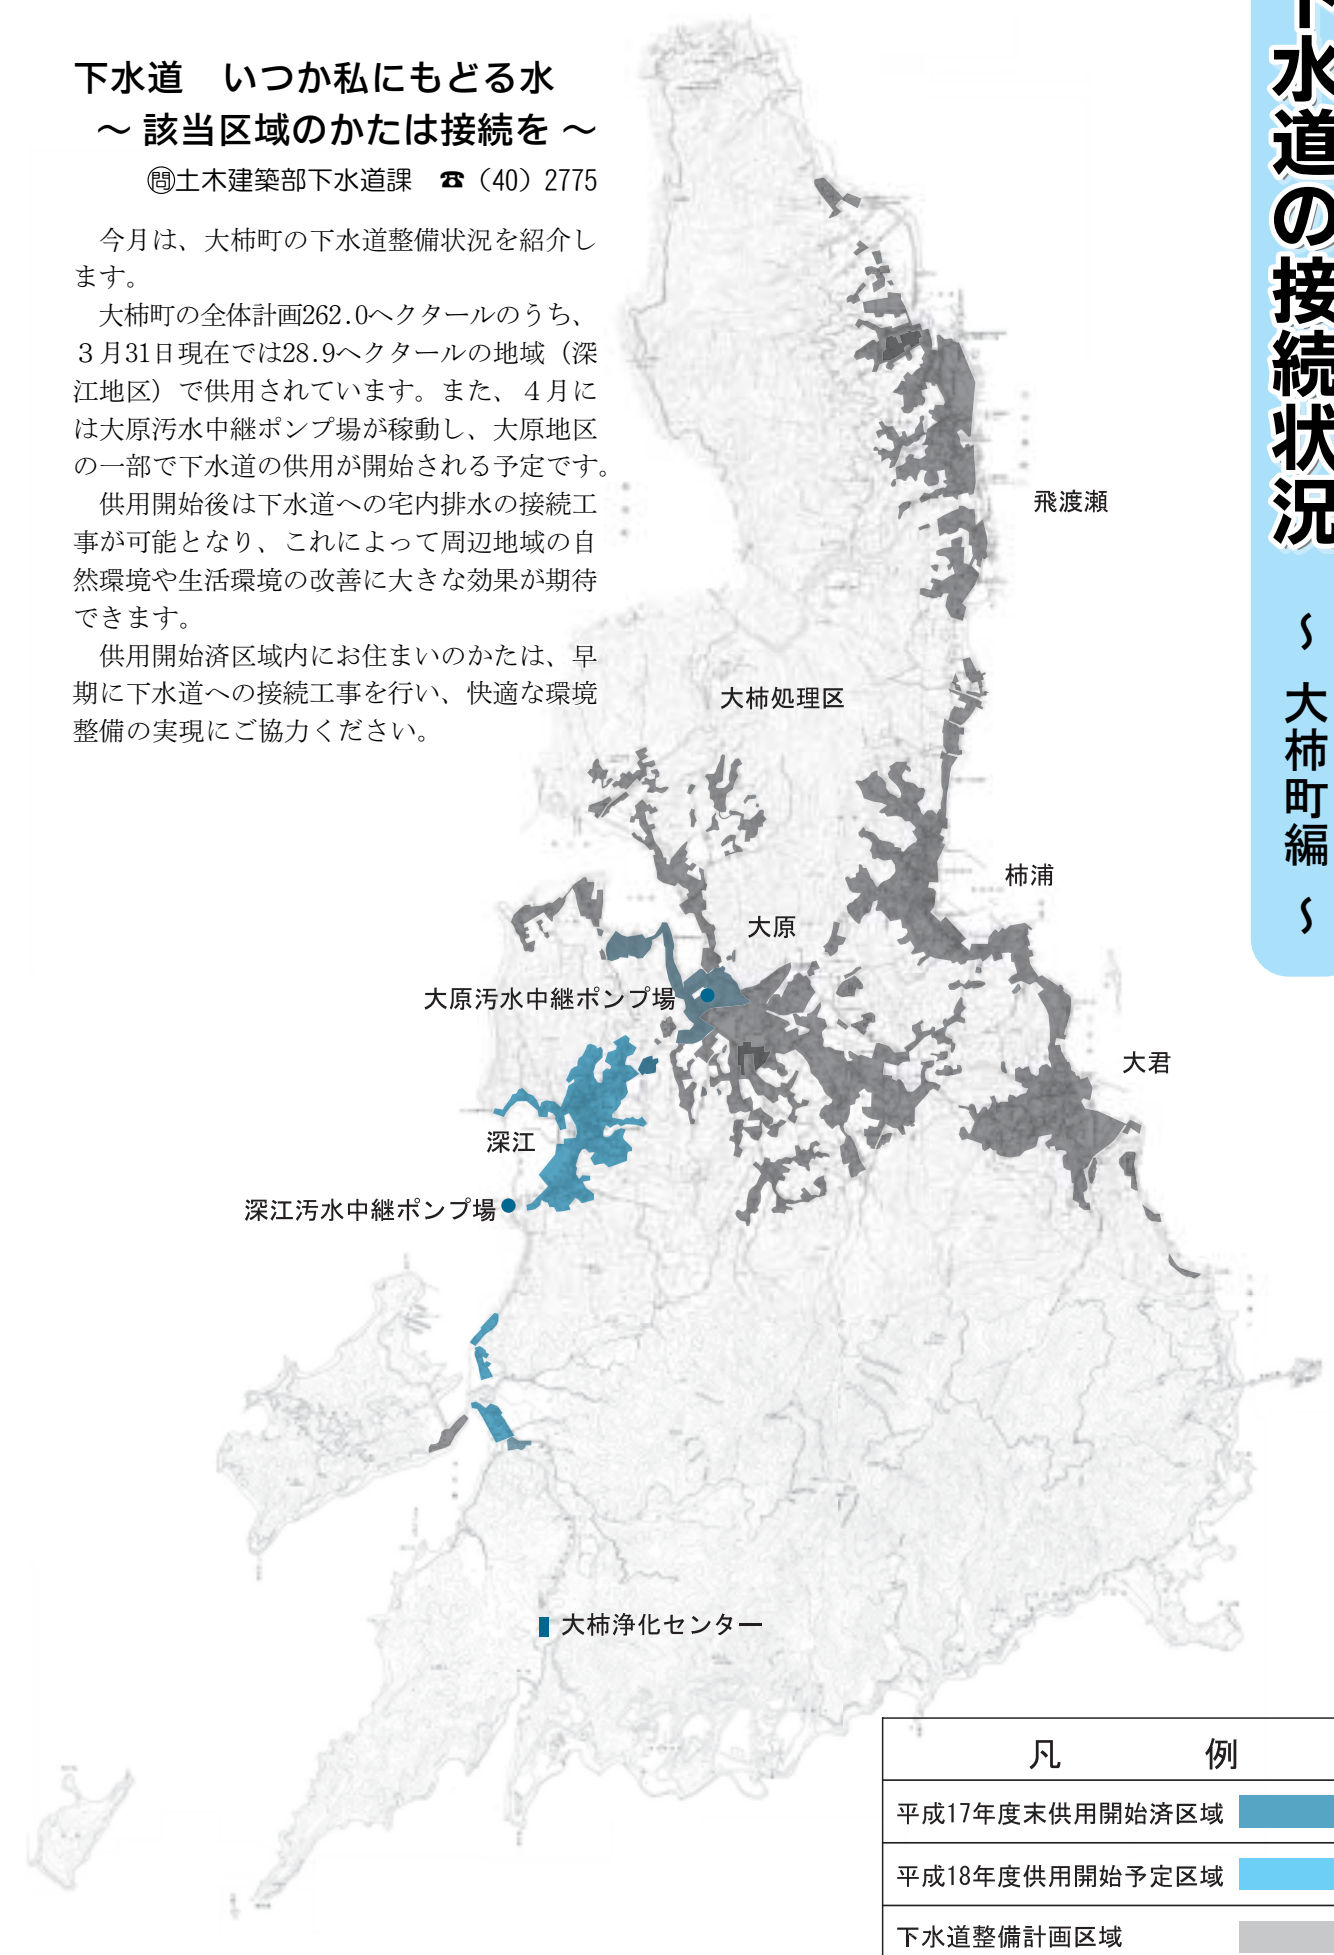 下水道の接続状況 ～ 大柿町編 ～
下水道　いつか私にもどる水
～ 該当区域のかたは接続を ～
㉄土木建築部下水道課　☎（40）2775
　今月は、大柿町の下水道整備状況を紹介し
ます。
　大柿町の全体計画262.0ヘクタールのうち、
３月31日現在では28.9ヘクタールの地域（深
江地区）で供用されています。また、４月に
は大原汚水中継ポンプ場が稼動し、大原地区
の一部で下水道の供用が開始される予定です。
　供用開始後は下水道への宅内排水の接続工
事が可能となり、これによって周辺地域の自
然環境や生活環境の改善に大きな効果が期待
できます。
　供用開始済区域内にお住まいのかたは、早
期に下水道への接続工事を行い、快適な環境
整備の実現にご協力ください。
飛渡瀬
大柿処理区
柿浦
大原
大原汚水中継ポンプ場
大君
深江
深江汚水中継ポンプ場
大柿浄化センター
凡　例
平成17年度末供用開始済区域
平成18年度供用開始予定区域
下水道整備計画区域